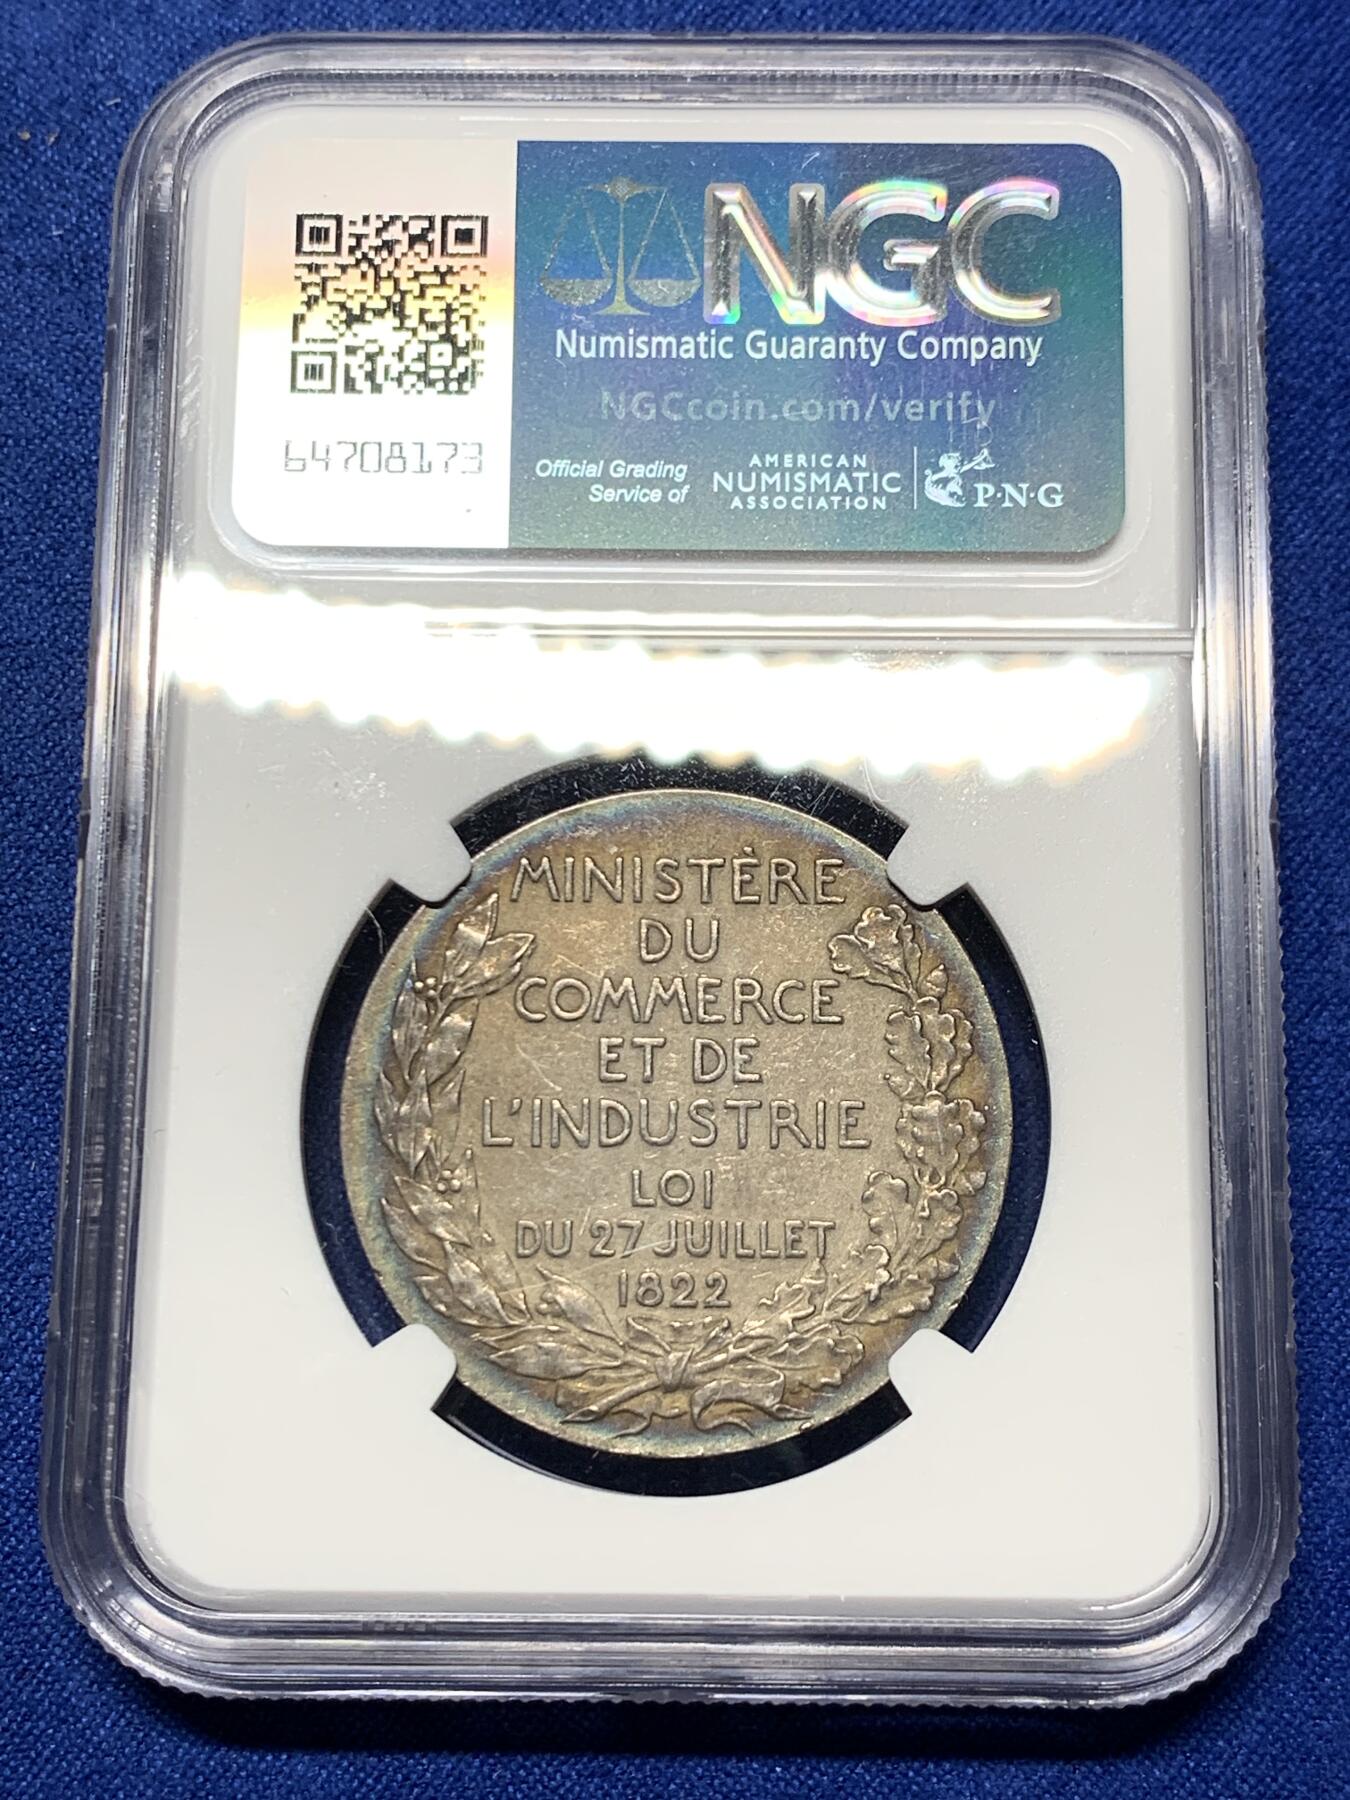 NGC
Numismatic Guaranty Company
NGCcoin.com/verify
64708173
Official Grading
Service of
AMERICAN
NUMISMATIC
ASSOCIATION
P·N·G
MINISTÈRE
DU
COMMERCE
ET DE
L'INDUSTRIE
LOI
DU 27 JUILLET
1822